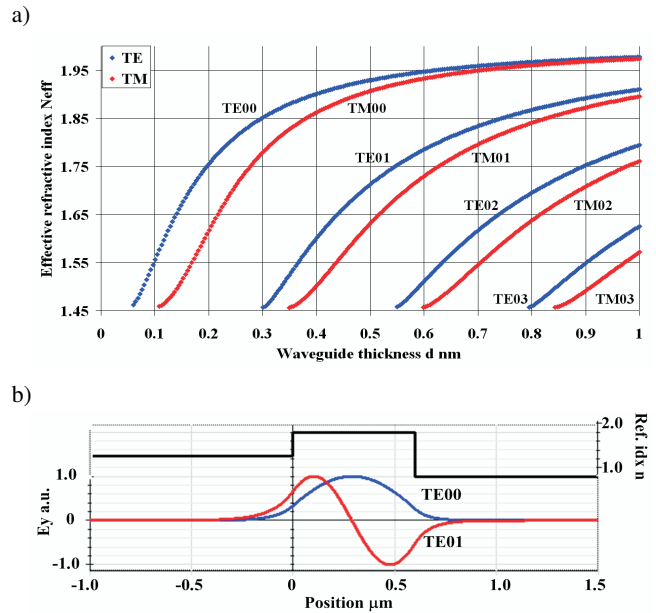 a)
TE
TM
Effective refractive index Neff
1.95
1.85
1.75
1.65
1.55
1.45
TE00
TM00
TE01
TM01
TE02
TM02
TE03
TM03
0 0.1 0.2 0.3 0.4 0.5 0.6 0.7 0.8 0.9 1
Waveguide thickness d nm
b)
2.0
1.0
Ref. idx n
Ey a.u.
1.0
0
-1.0
TE00
TE01
-1.0 -0.5 0 0.5 1.0 1.5
Position μm